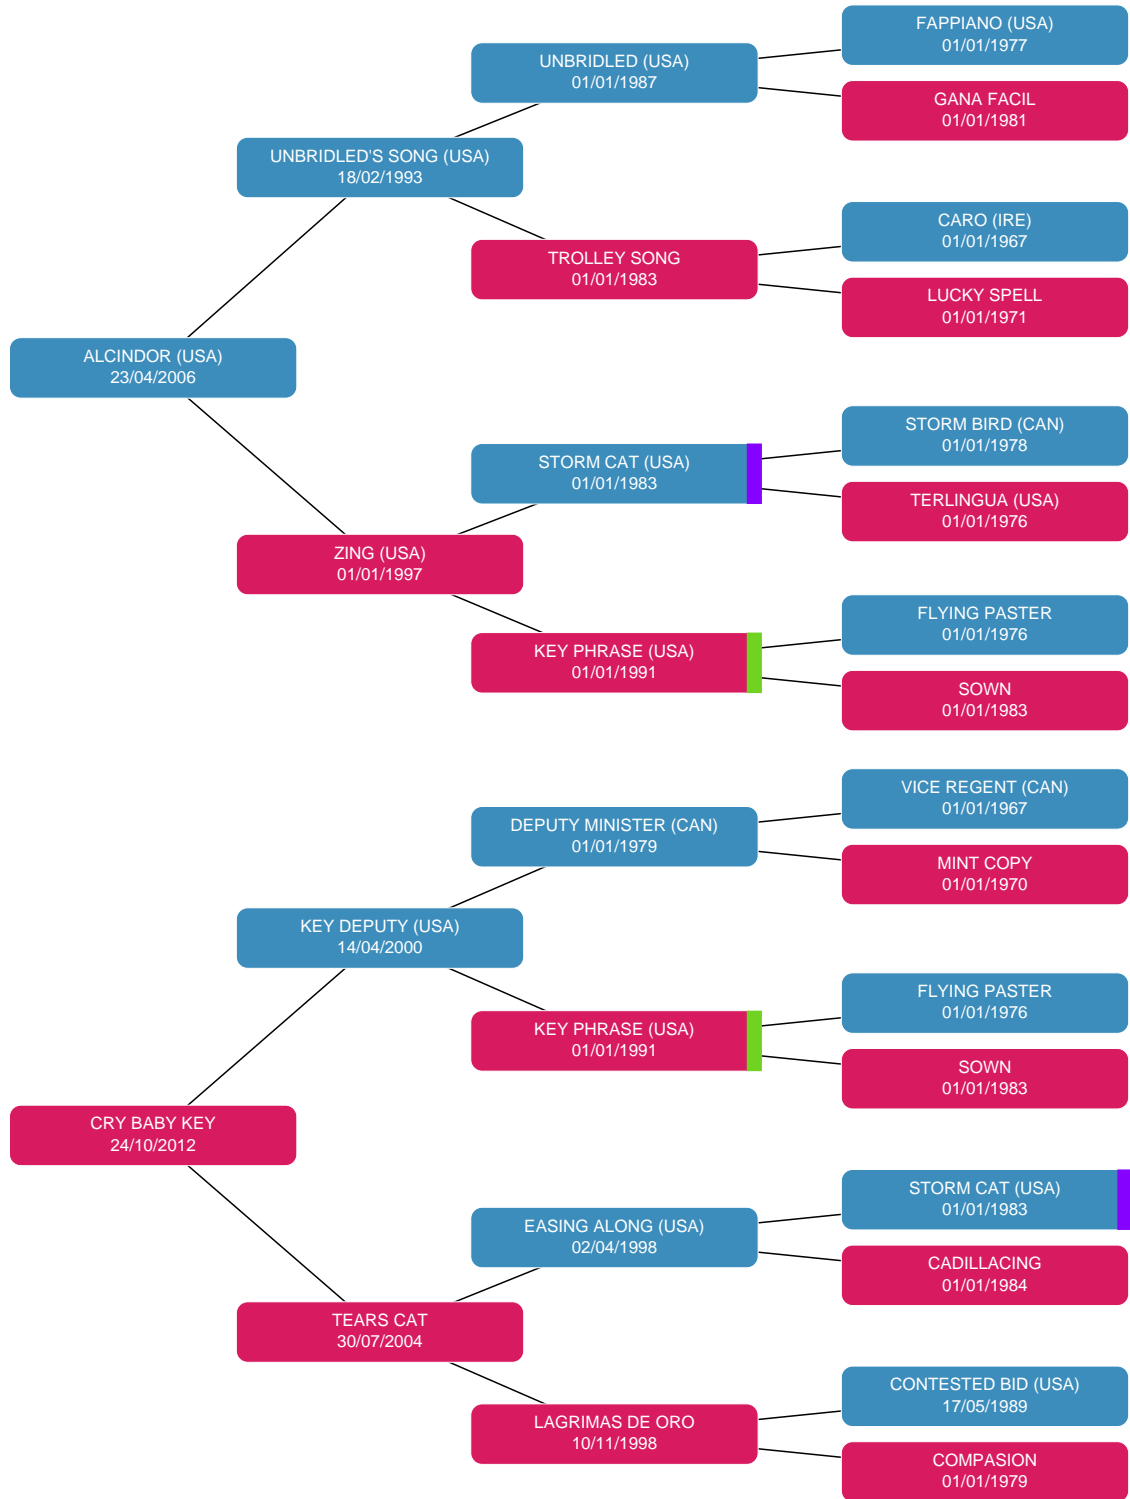 FAPPIANO (USA)
01/01/1977
UNBRIDLED (USA)
01/01/1987
GANA FACIL
01/01/1981
UNBRIDLED'S SONG (USA)
18/02/1993
CARO (IRE)
01/01/1967
TROLLEY SONG
01/01/1983
LUCKY SPELL
01/01/1971
ALCINDOR (USA)
23/04/2006
STORM BIRD (CAN)
01/01/1978
STORM CAT (USA)
01/01/1983
TERLINGUA (USA)
01/01/1976
ZING (USA)
01/01/1997
FLYING PASTER
01/01/1976
KEY PHRASE (USA)
01/01/1991
SOWN
01/01/1983
VICE REGENT (CAN)
01/01/1967
DEPUTY MINISTER (CAN)
01/01/1979
MINT COPY
01/01/1970
KEY DEPUTY (USA)
14/04/2000
FLYING PASTER
01/01/1976
KEY PHRASE (USA)
01/01/1991
SOWN
01/01/1983
CRY BABY KEY
24/10/2012
STORM CAT (USA)
01/01/1983
EASING ALONG (USA)
02/04/1998
CADILLACING
01/01/1984
TEARS CAT
30/07/2004
CONTESTED BID (USA)
17/05/1989
LAGRIMAS DE ORO
10/11/1998
COMPASION
01/01/1979